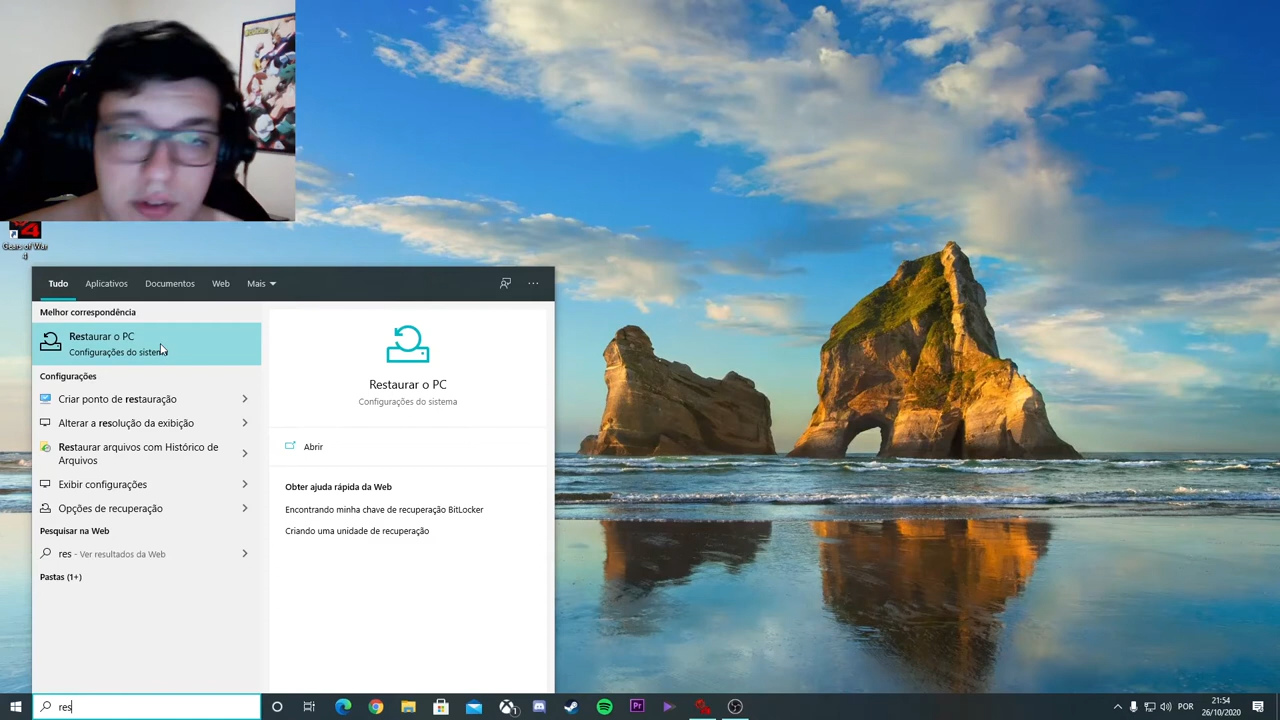 Gears of War
4
Tudo Aplicativos Documentos Web Mais
Melhor correspondência
Restaurar o PC
Configurações do sistema
Configurações
Criar ponto de restauração
Alterar a resolução da exibição
Restaurar arquivos com Histórico de
Arquivos
Exibir configurações
Opções de recuperação
Pesquisar na Web
res - Ver resultados da Web
Pastas (1+)
Restaurar o PC
Configurações do sistema
Abrir
Obter ajuda rápida da Web
Encontrando minha chave de recuperação BitLocker
Criando uma unidade de recuperação
res
Pr
POR
21:54
26/10/2020